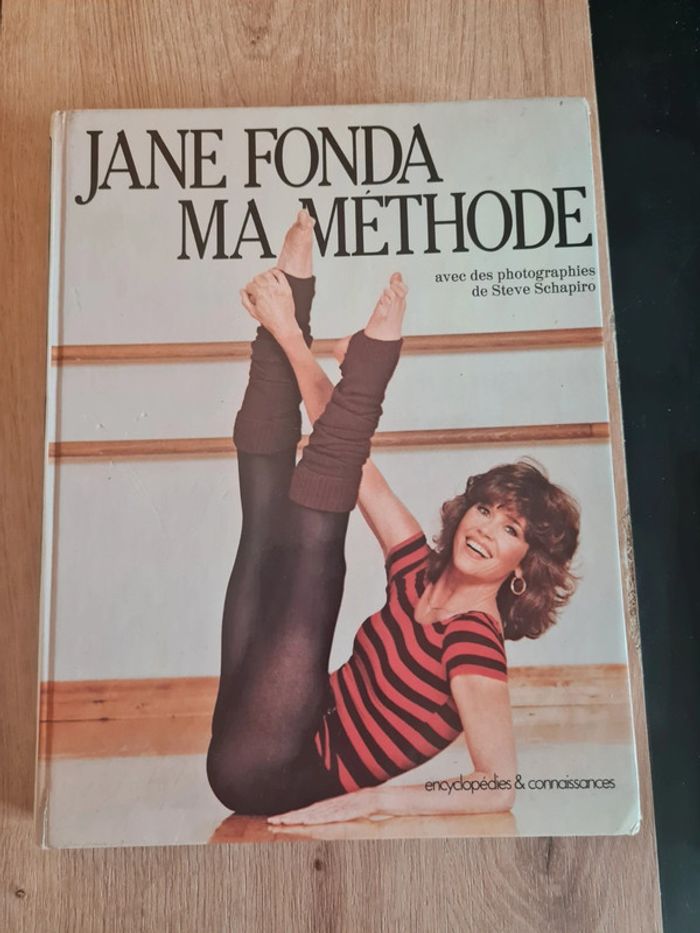 JANE FONDA
MA MÉTHODE
avec des photographies
de Steve Schapiro
encyclopédies & connaissances